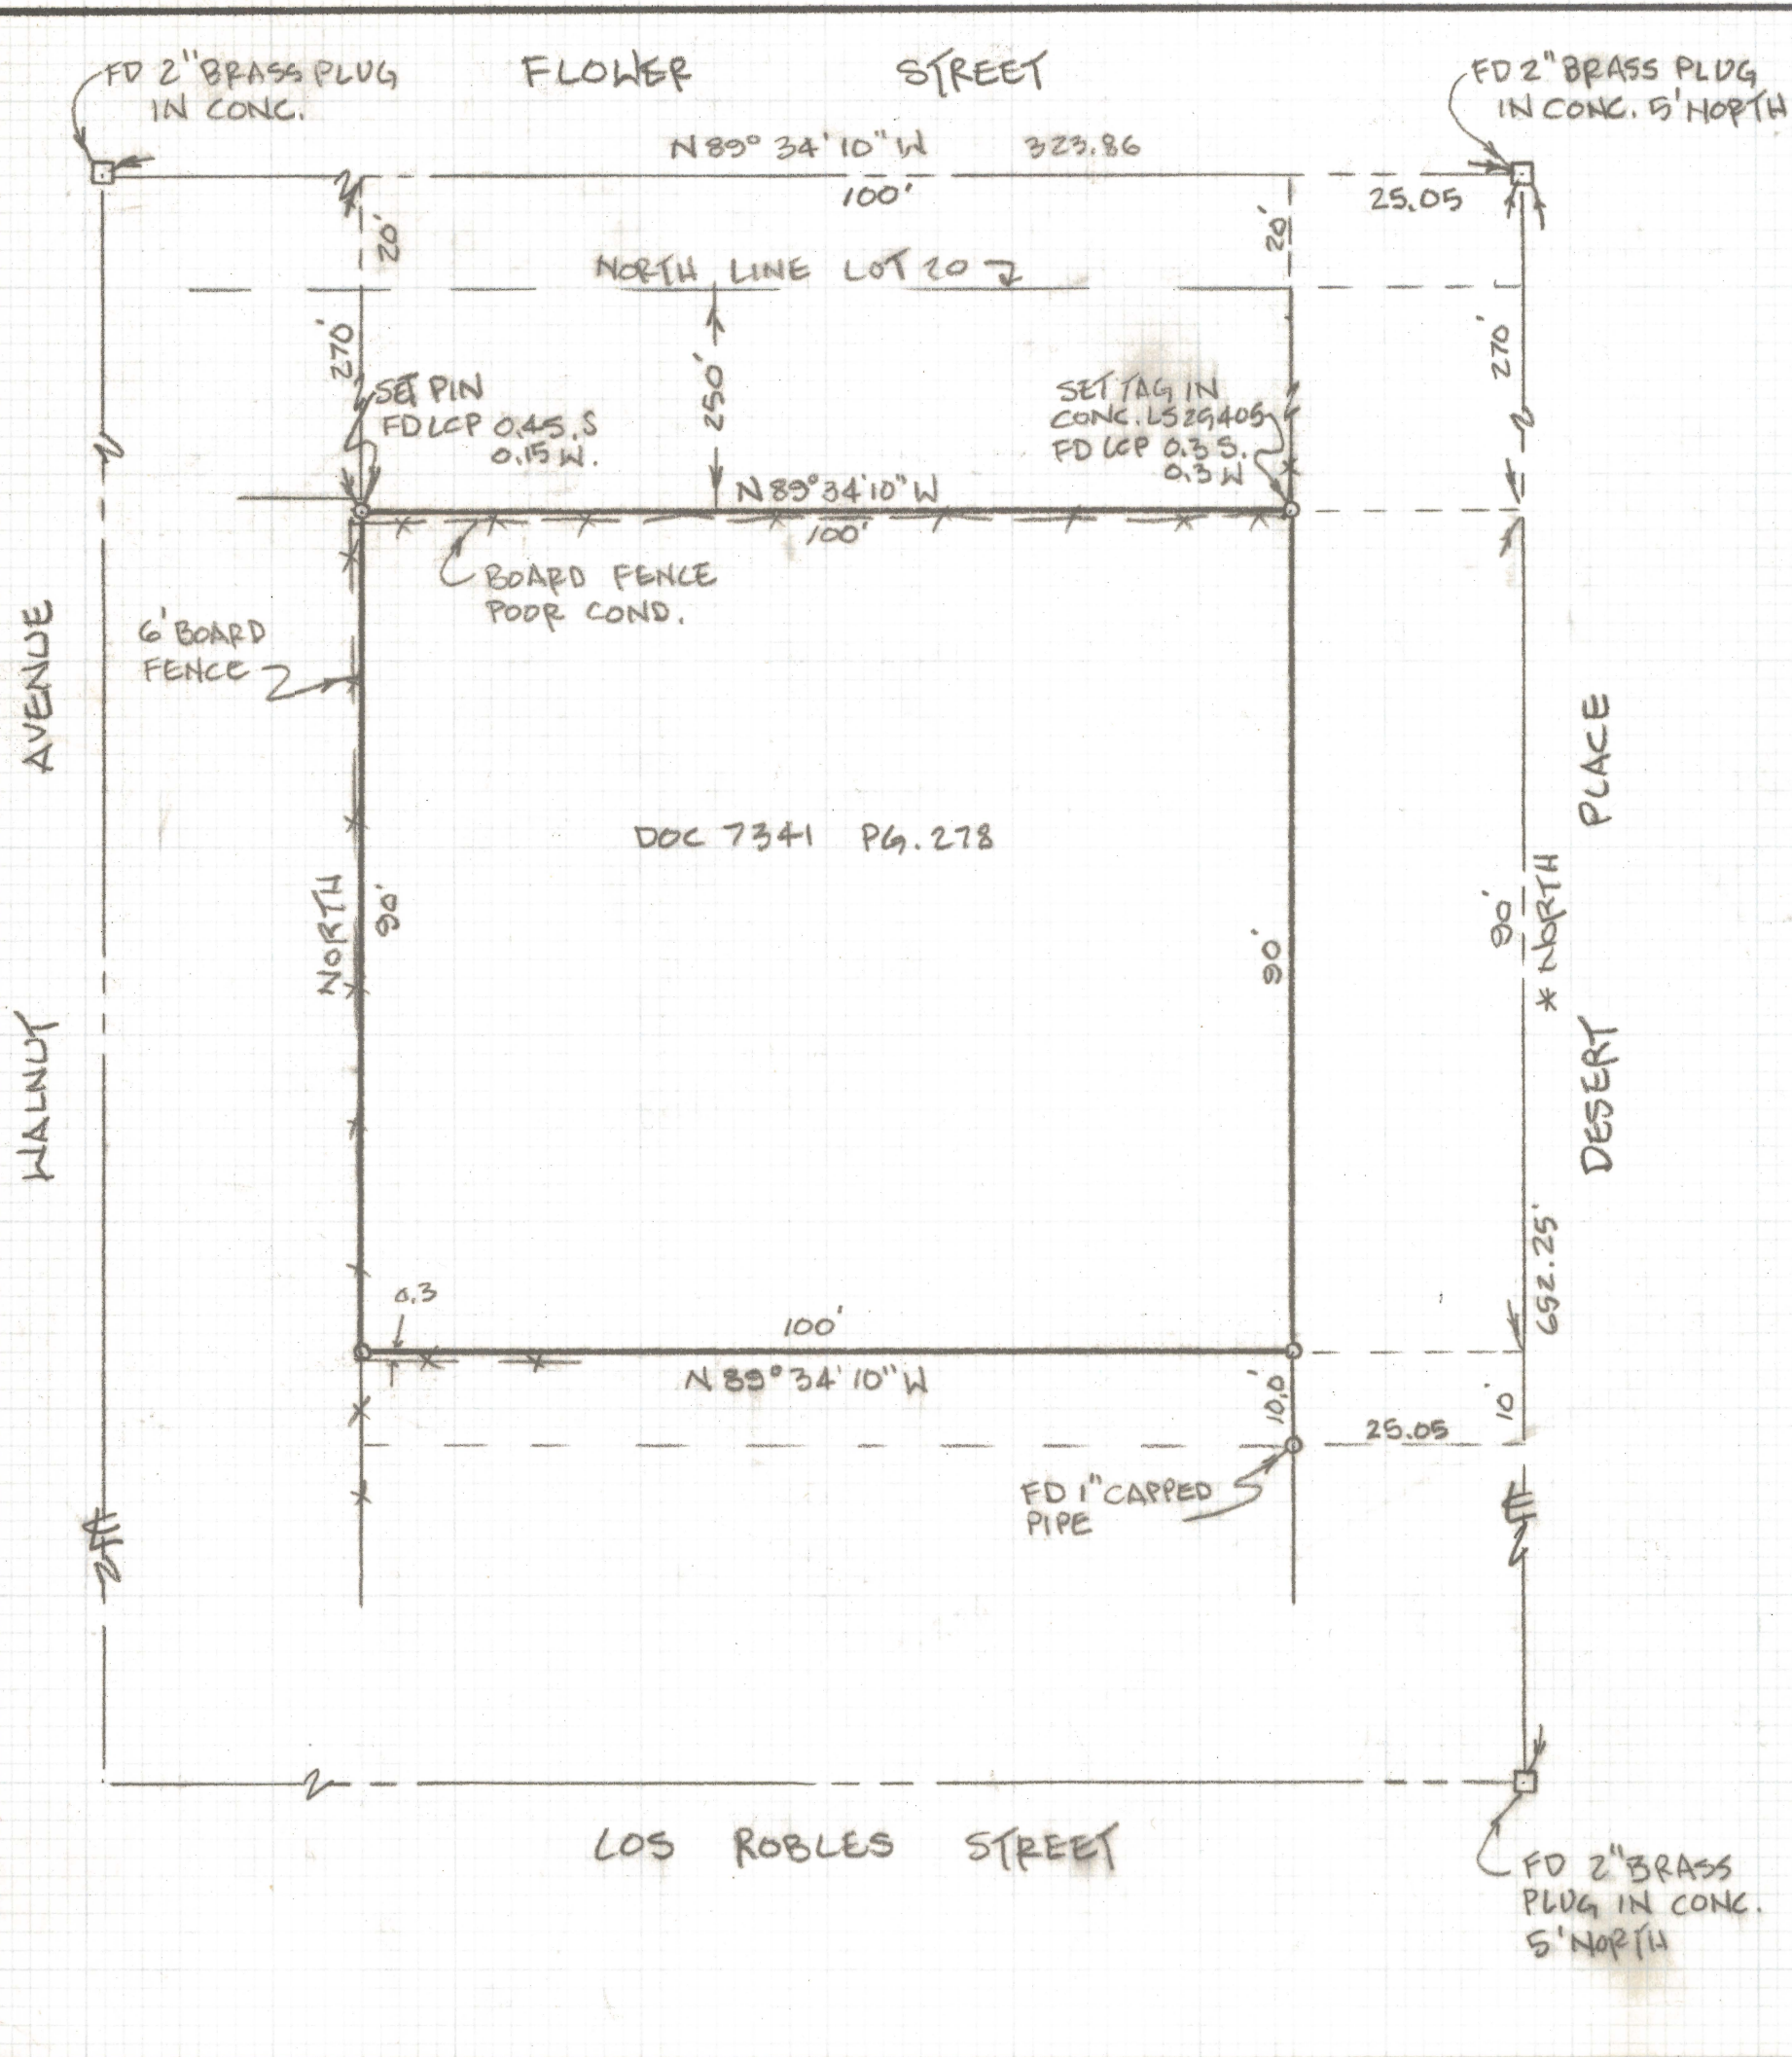 FD 2" BRASS PLUG
IN CONC.
FLOWER STREET
FD 2" BRASS PLUG
IN CONC. 5' NORTH
N 89° 34' 10" W 323.86
100'
25.05
20'
20'
NORTH LINE LOT 20
270'
250'
270'
SET PIN
FD LCP 0.45 . S
0.15 W.
SET TAG IN
CONC. LS29405
FD LCP 0.3 S.
0.3 W
N 89° 34' 10" W
100'
BOARD FENCE
POOR COND.
6' BOARD
FENCE
WALNUT AVENUE
DOC 7341 PG. 278
NORTH
90'
90'
90'
* NORTH
DESERT PLACE
652.25'
0.3
100'
N 89° 34' 10" W
10.0'
10'
25.05
FD 1" CAPPED
PIPE
LOS ROBLES STREET
FD 2" BRASS
PLUG IN CONC.
5' NORTH